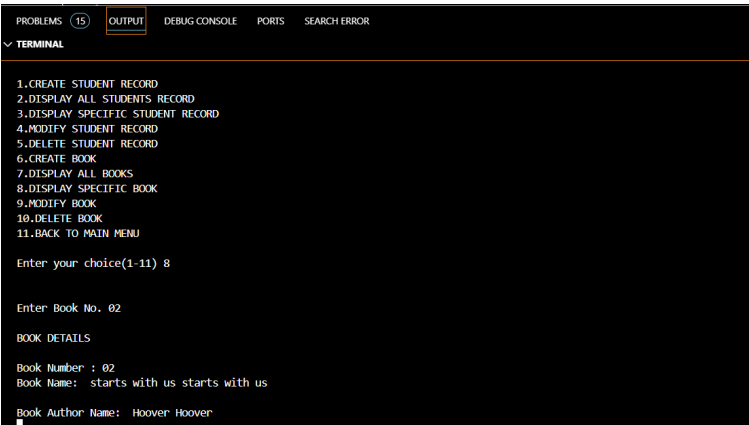 PROBLEMS 15 OUTPUT DEBUG CONSOLE PORTS SEARCH ERROR
TERMINAL
1.CREATE STUDENT RECORD
2.DISPLAY ALL STUDENTS RECORD
3.DISPLAY SPECIFIC STUDENT RECORD
4.MODIFY STUDENT RECORD
5.DELETE STUDENT RECORD
6.CREATE BOOK
7.DISPLAY ALL BOOKS
8.DISPLAY SPECIFIC BOOK
9.MODIFY BOOK
10.DELETE BOOK
11.BACK TO MAIN MENU
Enter your choice(1-11) 8
Enter Book No. 02
BOOK DETAILS
Book Number : 02
Book Name:  starts with us starts with us
Book Author Name:  Hoover Hoover